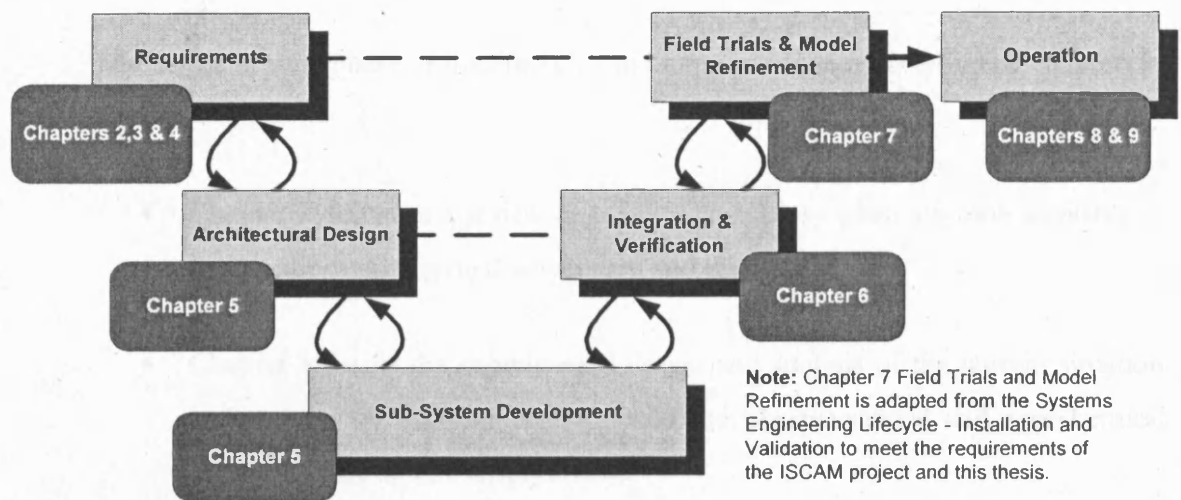 Requirements
Field Trials & Model
Refinement
Operation
Chapters 2,3 & 4
Chapter 7
Chapters 8 & 9
Architectural Design
Integration &
Verification
Chapter 5
Chapter 6
Sub-System Development
Chapter 5
Note: Chapter 7 Field Trials and Model
Refinement is adapted from the Systems
Engineering Lifecycle - Installation and
Validation to meet the requirements of
the ISCAM project and this thesis.